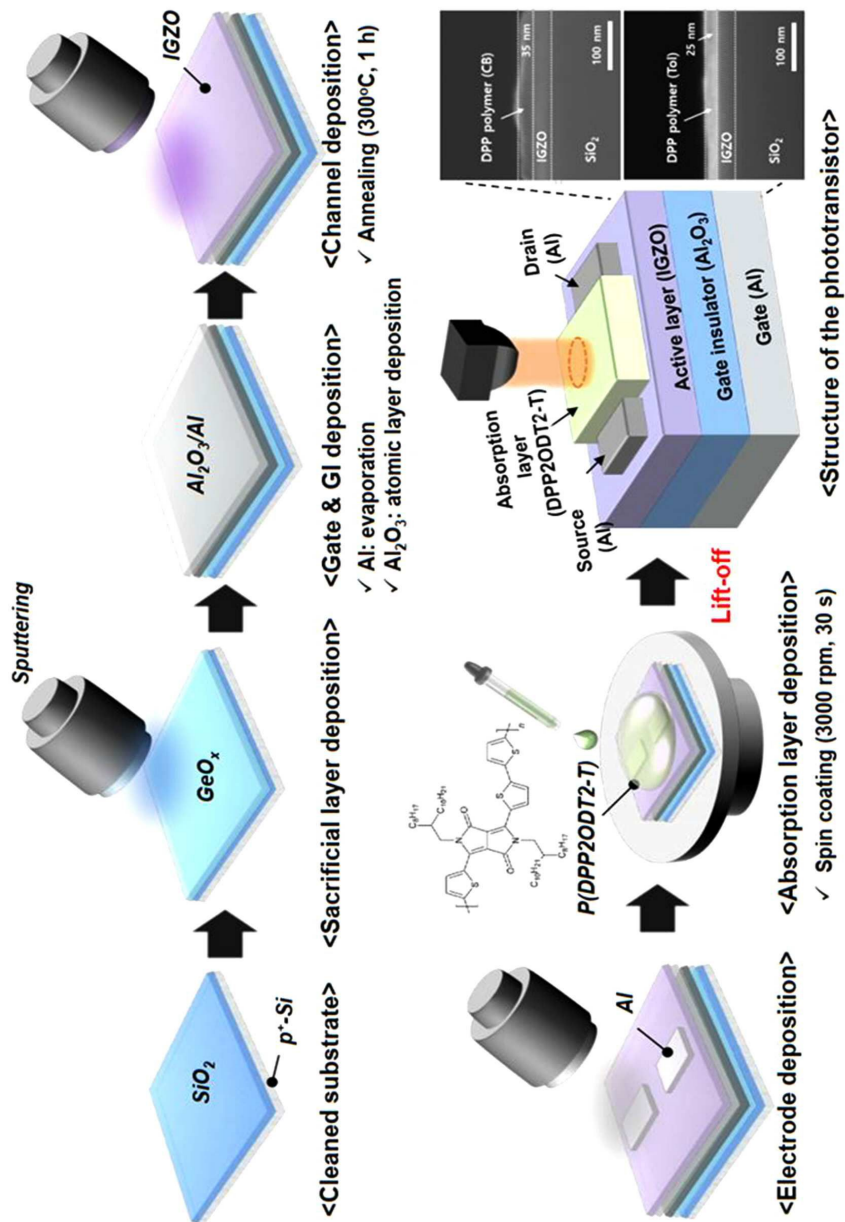 SiO2
p+-Si
<Cleaned substrate>
Sputtering
GeOx
<Sacrificial layer deposition>
Al2O3/Al
<Gate & GI deposition>
✓ Al: evaporation
✓ Al2O3: atomic layer deposition
IGZO
<Channel deposition>
✓ Annealing (300°C, 1 h)
Al
<Electrode deposition>
C8H17
C10H21
N
O
S
S
S
S
O
N
C10H21
C8H17
n
P(DPP2ODT2-T)
<Absorption layer deposition>
✓ Spin coating (3000 rpm, 30 s)
Lift-off
Absorption
layer
(DPP2ODT2-T)
Source
(Al)
Drain
(Al)
Active layer (IGZO)
Gate insulator (Al2O3)
Gate (Al)
<Structure of the phototransistor>
DPP polymer (CB)
35 nm
IGZO
SiO2
100 nm
DPP polymer (Tol)
25 nm
IGZO
SiO2
100 nm